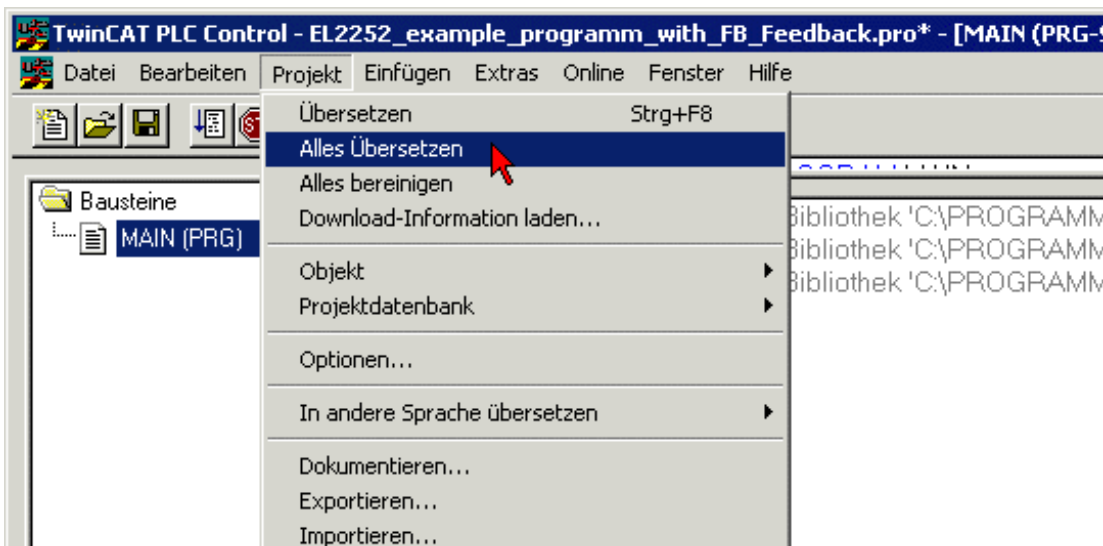 TwinCAT PLC Control - EL2252_example_programm_with_FB_Feedback.pro* - [MAIN (PRG-S
Datei Bearbeiten Projekt Einfügen Extras Online Fenster Hilfe
Übersetzen Strg+F8
Alles Übersetzen
Alles bereinigen
Download-Information laden...
Objekt
Projektdatenbank
Optionen...
In andere Sprache übersetzen
Dokumentieren...
Exportieren...
Importieren...
Bausteine
MAIN (PRG)
Bibliothek 'C:\PROGRAMM
Bibliothek 'C:\PROGRAMM
Bibliothek 'C:\PROGRAMM